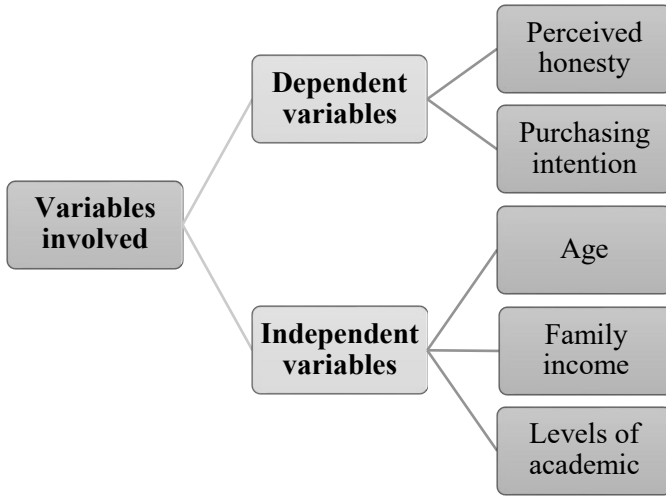 Variables
involved
Dependent
variables
Perceived
honesty
Purchasing
intention
Independent
variables
Age
Family
income
Levels of
academic